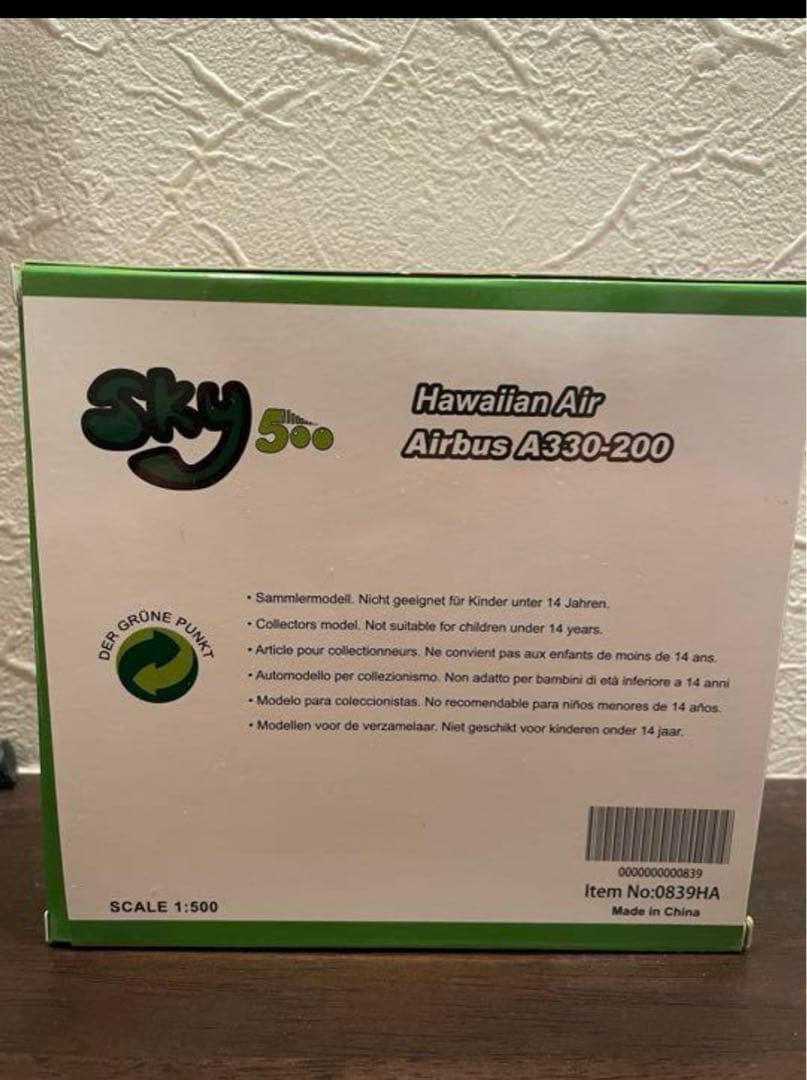 Sky 500
Hawaiian Air
Airbus A330-200
DER GRÜNE PUNKT
• Sammlermodell. Nicht geeignet für Kinder unter 14 Jahren.
• Collectors model. Not suitable for children under 14 years.
• Article pour collectionneurs. Ne convient pas aux enfants de moins de 14 ans.
• Automodello per collezionismo. Non adatto per bambini di età inferiore a 14 anni
• Modelo para coleccionistas. No recomendable para niños menores de 14 años.
• Modellen voor de verzamelaar. Niet geschikt voor kinderen onder 14 jaar.
0000000000839
Item No:0839HA
Made in China
SCALE 1:500